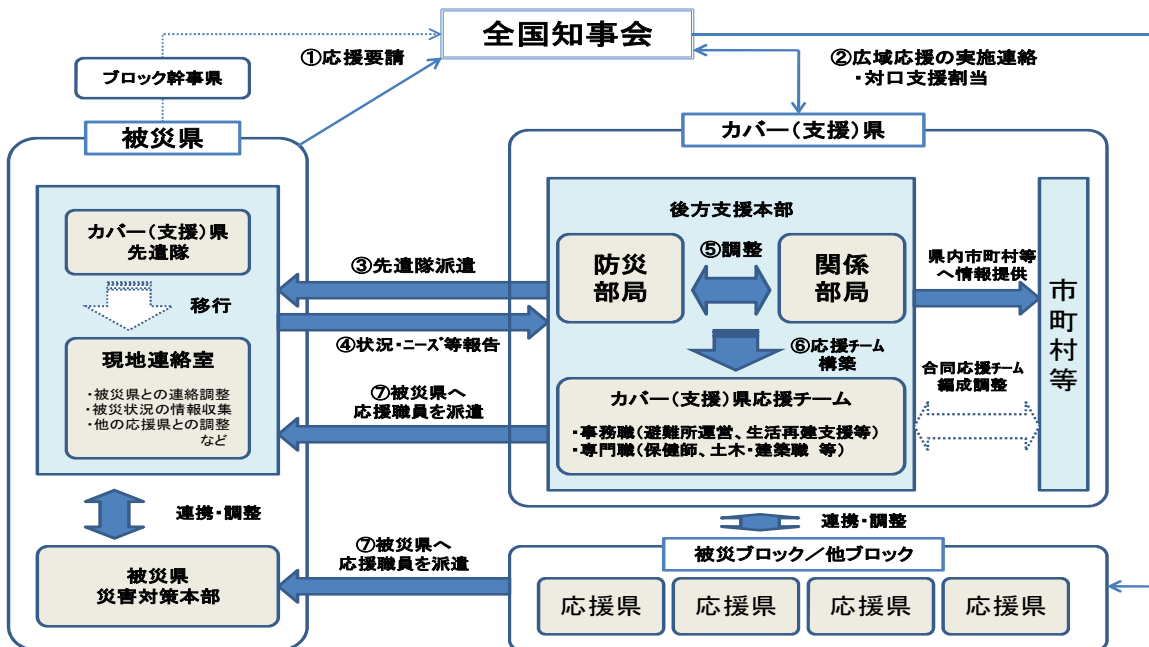 全国知事会
①応援要請
②広域応援の実施連絡
・対口支援割当
ブロック幹事県
被災県
カバー(支援)県
先遣隊
移行
現地連絡室
・被災県との連絡調整
・被災状況の情報収集
・他の応援県との調整
など
連携・調整
被災県
災害対策本部
③先遣隊派遣
④状況・ニーズ等報告
⑦被災県へ
応援職員を派遣
⑦被災県へ
応援職員を派遣
カバー(支援)県
後方支援本部
防災
部局
⑤調整
関係
部局
⑥応援チーム
構築
カバー(支援)県応援チーム
・事務職(避難所運営、生活再建支援等)
・専門職(保健師、土木・建築職 等)
県内市町村等
へ情報提供
合同応援チーム
編成調整
市町村等
連携・調整
被災ブロック/他ブロック
応援県
応援県
応援県
応援県